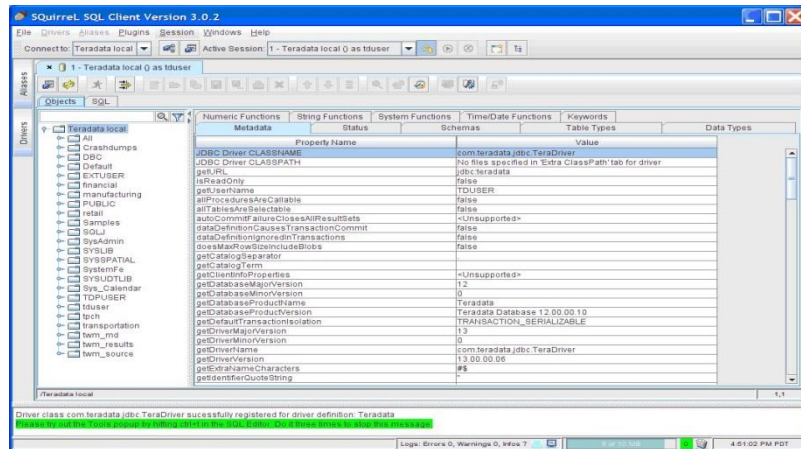 SQuirreL SQL Client Version 3.0.2
File Drivers Aliases Plugins Session Windows Help
Connect to: Teradata local Active Session: 1 - Teradata local () as tduser
1 - Teradata local () as tduser
Aliases
Drivers
Objects SQL
Teradata local
All
Crashdumps
DBC
Default
EXTUSER
financial
manufacturing
PUBLIC
retail
Samples
SQLJ
SysAdmin
SYSLIB
SYSSPATIAL
SystemFe
SYSUDTLIB
Sys_Calendar
TDPUSER
tduser
tpch
transportation
twm_md
twm_results
twm_source
Numeric Functions String Functions System Functions Time/Date Functions Keywords
Metadata Status Schemas Table Types Data Types
Property Name Value
JDBC Driver CLASSNAME com.teradata.jdbc.TeraDriver
JDBC Driver CLASSPATH No files specified in 'Extra ClassPath' tab for driver
getURL jdbc:teradata
isReadOnly false
getUserName TDUSER
allProceduresAreCallable false
allTablesAreSelectable false
autoCommitFailureClosesAllResultSets <Unsupported>
dataDefinitionCausesTransactionCommit false
dataDefinitionIgnoredInTransactions false
doesMaxRowSizeIncludeBlobs false
getCatalogSeparator
getCatalogTerm
getClientInfoProperties <Unsupported>
getDatabaseMajorVersion 12
getDatabaseMinorVersion 0
getDatabaseProductName Teradata
getDatabaseProductVersion Teradata Database 12.00.00.10
getDefaultTransactionIsolation TRANSACTION_SERIALIZABLE
getDriverMajorVersion 13
getDriverMinorVersion 0
getDriverName com.teradata.jdbc.TeraDriver
getDriverVersion 13.00.00.06
getExtraNameCharacters #$
getIdentifierQuoteString "
/Teradata local 1,1
Driver class com.teradata.jdbc.TeraDriver sucessfully registered for driver definition: Teradata
Please try out the Tools popup by hitting ctrl+t in the SQL Editor. Do it three times to stop this message.
Logs: Errors 0, Warnings 0, Infos 7 0 4:51:02 PM PDT